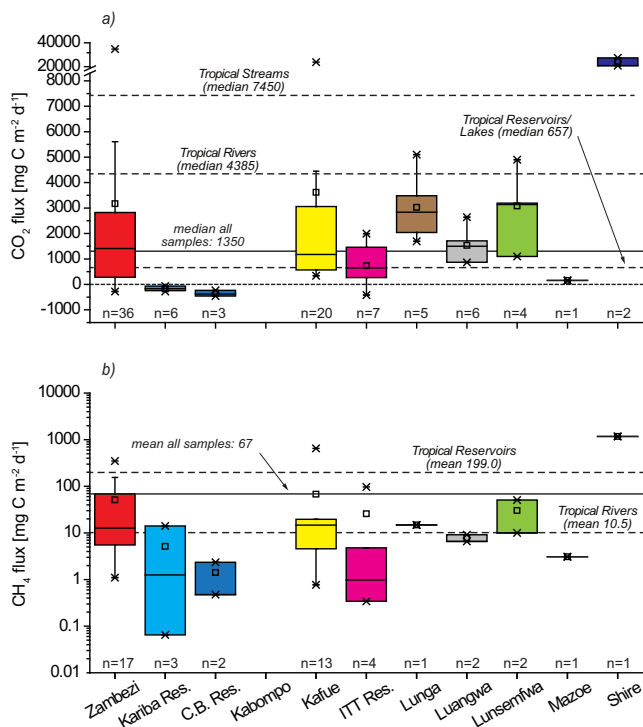 a)
40000
20000
8000
7000
6000
5000
4000
3000
2000
1000
0
-1000
CO2 flux [mg C m⁻² d⁻¹]
Tropical Streams
(median 7450)
Tropical Reservoirs/
Lakes (median 657)
Tropical Rivers
(median 4385)
median all
samples: 1350
n=36 n=6 n=3 n=20 n=7 n=5 n=6 n=4 n=1 n=2
b)
10000
1000
100
10
1
0.1
0.01
CH4 flux [mg C m⁻² d⁻¹]
mean all samples: 67
Tropical Reservoirs
(mean 199.0)
Tropical Rivers
(mean 10.5)
n=17 n=3 n=2 n=13 n=4 n=1 n=2 n=2 n=1 n=1
Zambezi Kariba Res. C.B. Res. Kabompo Kafue ITT Res. Lunga Luangwa Lunsemfwa Mazoe Shire